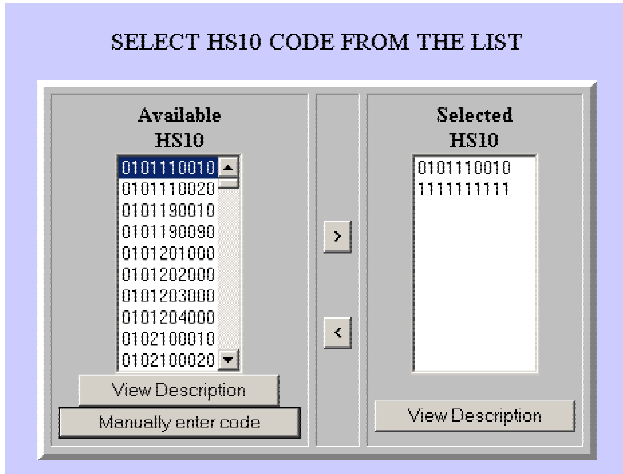 SELECT HS10 CODE FROM THE LIST
Available
HS10
0101110010
0101110020
0101190010
0101190090
0101201000
0101202000
0101203000
0101204000
0102100010
0102100020
View Description
Manually enter code
>
<
Selected
HS10
0101110010
1111111111
View Description